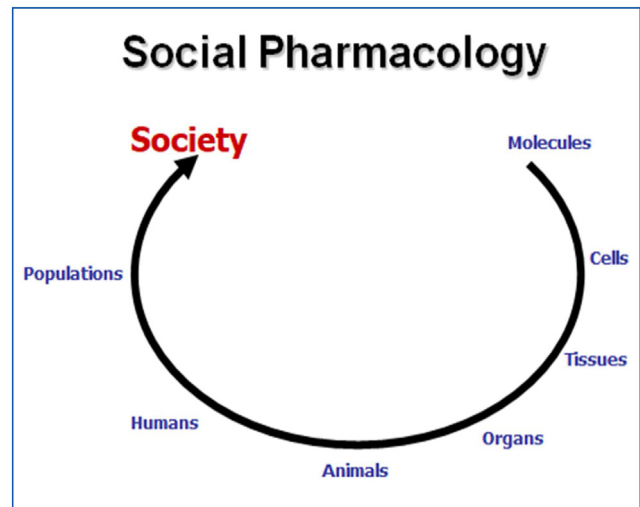 Social Pharmacology
Society
Molecules
Populations
Cells
Tissues
Humans
Organs
Animals